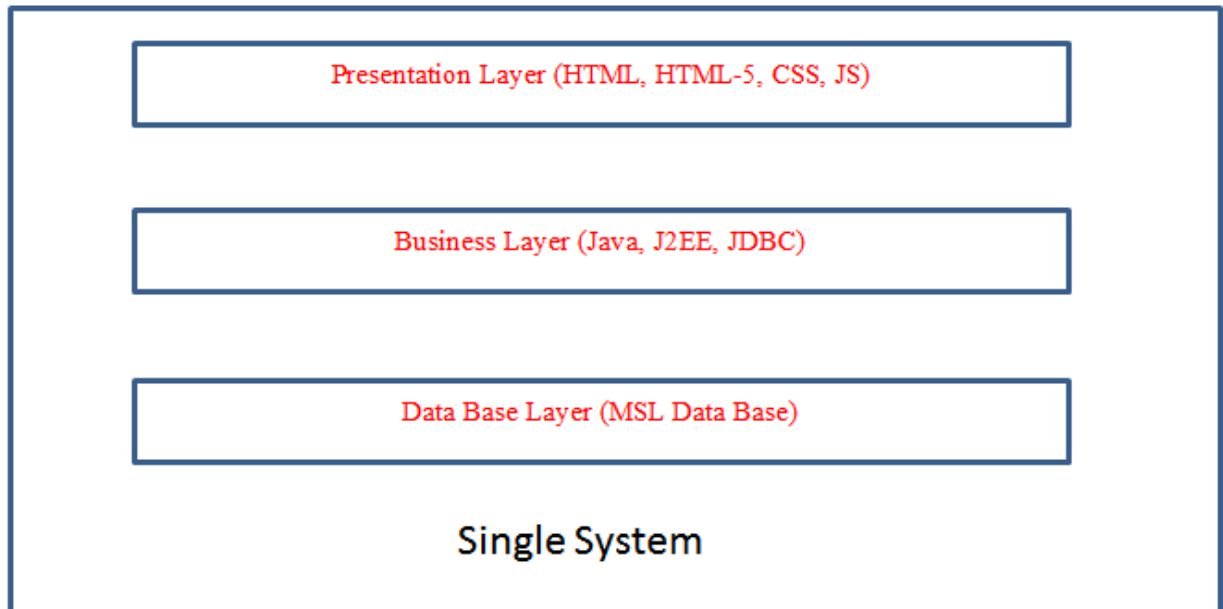 Presentation Layer (HTML, HTML-5, CSS, JS)
Business Layer (Java, J2EE, JDBC)
Data Base Layer (MSL Data Base)
Single System